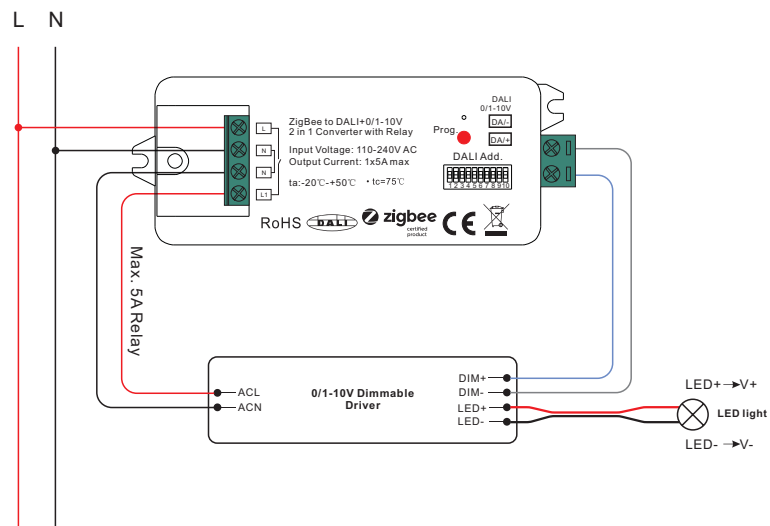 L N
DALI
0/1-10V
ZigBee to DALI+0/1-10V
2 in 1 Converter with Relay
Prog.
DA/-
DA/+
L
N
N
L1
Input Voltage: 110-240V AC
Output Current: 1x5A max
ta:-20℃-+50℃ • tc=75℃
DALI Add.
1 2 3 4 5 6 7 8 9 10
RoHS DALI zigbee CE
certified
product
Max. 5A Relay
ACL
ACN
0/1-10V Dimmable
Driver
DIM+
DIM-
LED+
LED-
LED+ → V+
LED light
LED- → V-